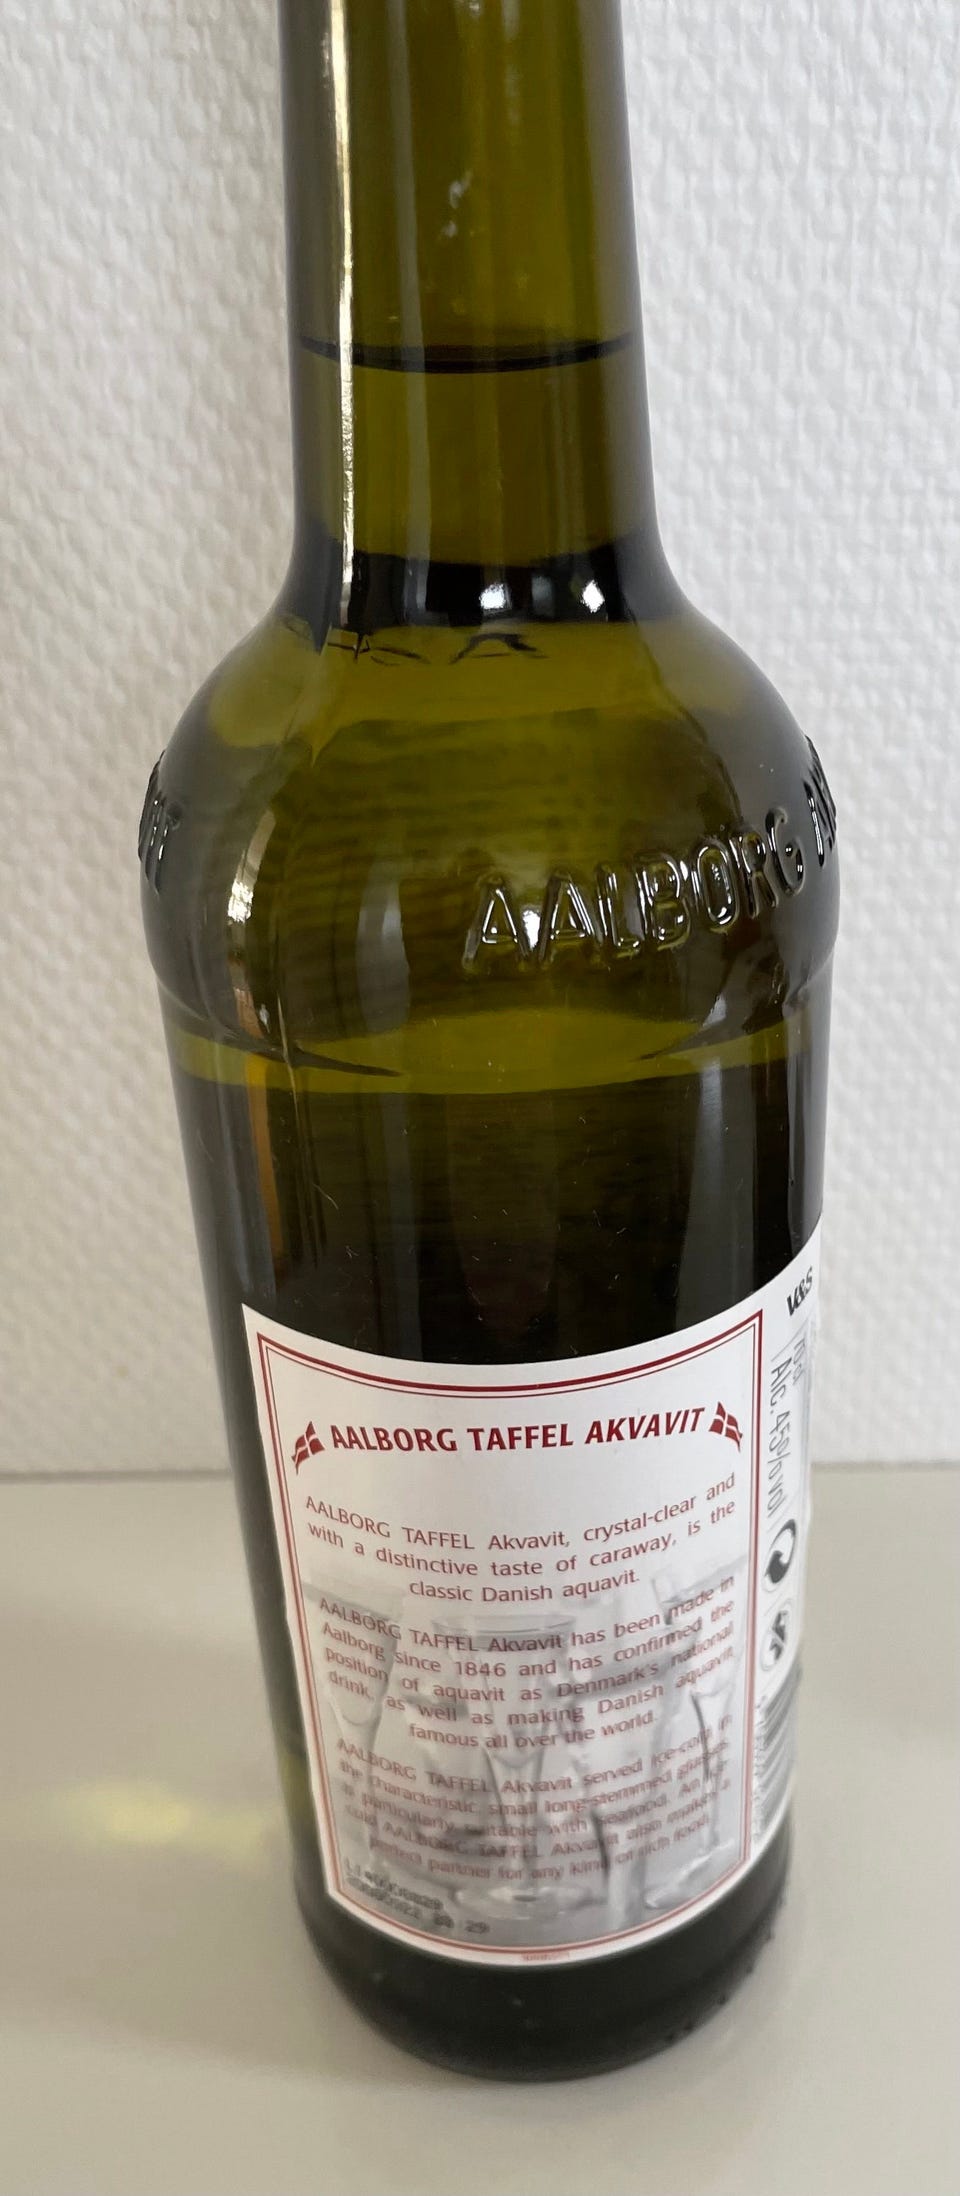 AALBORG
AALBORG TAFFEL AKVAVIT
AALBORG TAFFEL Akvavit, crystal-clear and
with a distinctive taste of caraway, is the
classic Danish aquavit.
AALBORG TAFFEL Akvavit has been made in
Aalborg since 1846 and has confirmed the
position of aquavit as Denmark's national
drink, as well as making Danish aquavit
famous all over the world.
AALBORG TAFFEL Akvavit served ice-cold in
the characteristic, small long-stemmed glasses
is particularly suitable with seafood. An
cold AALBORG TAFFEL Akvavit also makes a
perfect partner for any kind of rich food.
29
V&S
70 cl
Alc. 45% vol